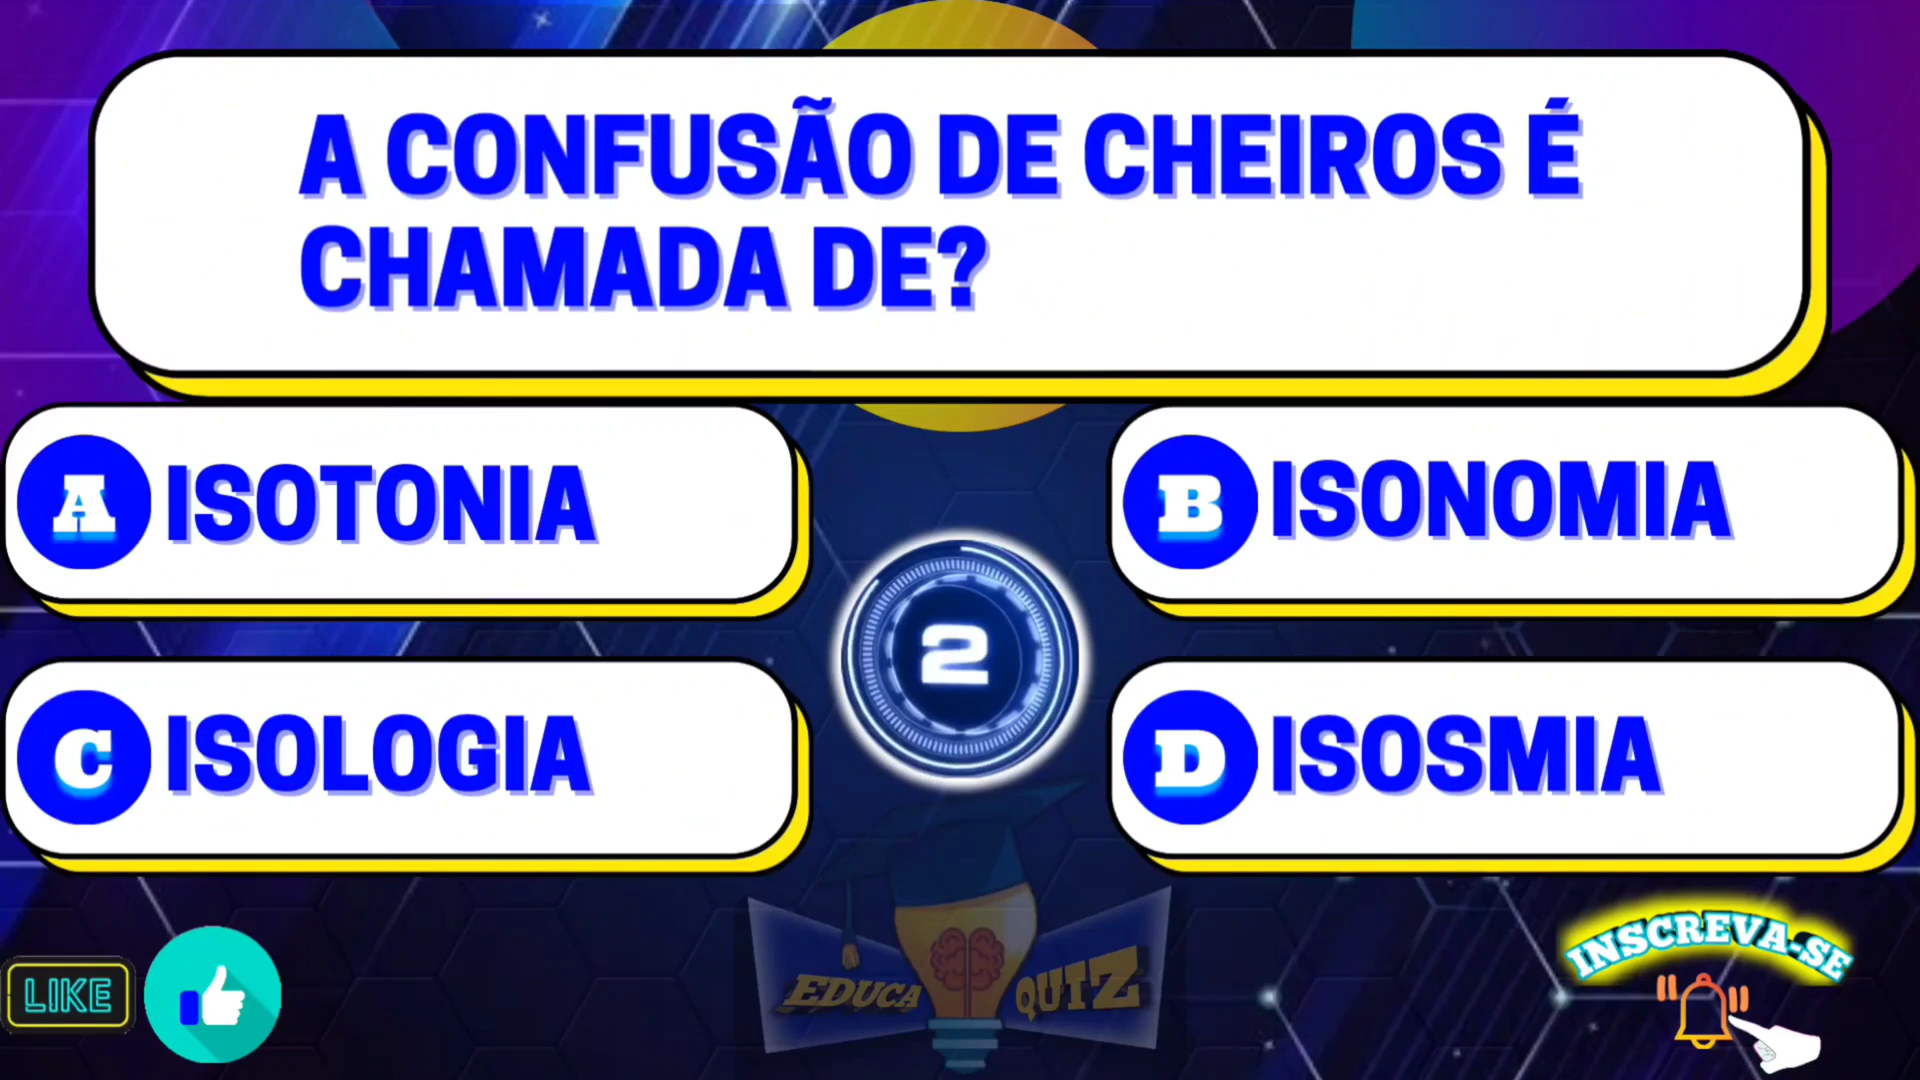 A CONFUSÃO DE CHEIROS É
CHAMADA DE?
A ISOTONIA
B ISONOMIA
2
C ISOLOGIA
D ISOSMIA
INSCREVA-SE
LIKE
EDUCA QUIZ